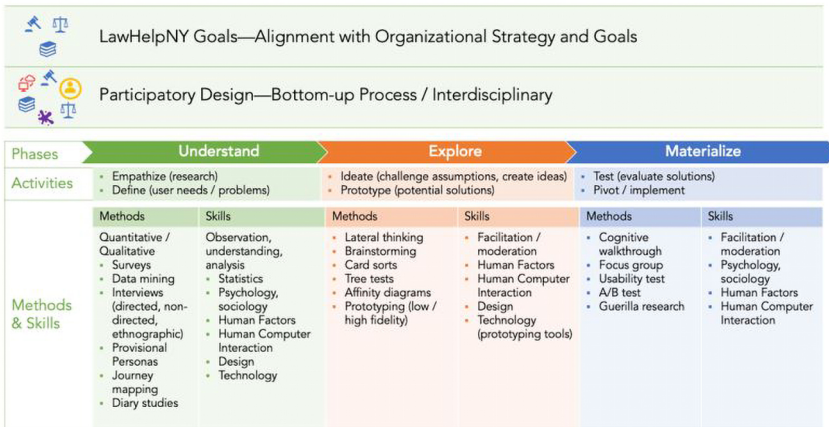 LawHelpNY Goals—Alignment with Organizational Strategy and Goals
Participatory Design—Bottom-up Process / Interdisciplinary
Phases
Understand
Explore
Materialize
Activities
Empathize (research)
Define (user needs / problems)
Ideate (challenge assumptions, create ideas)
Prototype (potential solutions)
Test (evaluate solutions)
Pivot / implement
Methods
& Skills
Methods
Quantitative /
Qualitative
Surveys
Data mining
Interviews
(directed, non-
directed,
ethnographic)
Provisional
Personas
Journey
mapping
Diary studies
Skills
Observation,
understanding,
analysis
Statistics
Psychology,
sociology
Human Factors
Human Computer
Interaction
Design
Technology
Methods
Lateral thinking
Brainstorming
Card sorts
Tree tests
Affinity diagrams
Prototyping (low /
high fidelity)
Skills
Facilitation /
moderation
Human Factors
Human Computer
Interaction
Design
Technology
(prototyping tools)
Methods
Cognitive
walkthrough
Focus group
Usability test
A/B test
Guerilla research
Skills
Facilitation /
moderation
Psychology,
sociology
Human Factors
Human Computer
Interaction